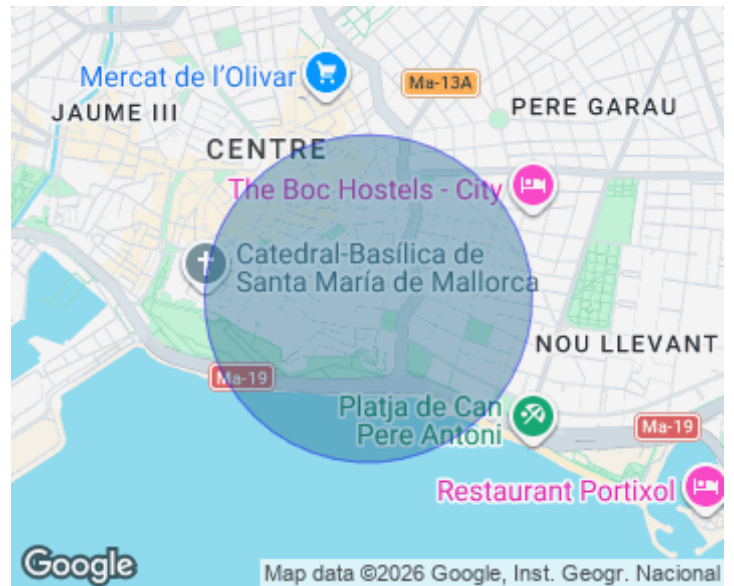 Mercat de l'Olivar
Ma-13A
JAUME III
PERE GARAU
CENTRE
The Boc Hostels - City
Catedral-Basílica de
Santa María de Mallorca
NOU LLEVANT
Ma-19
Platja de Can
Pere Antoni
Ma-19
Restaurant Portixol
Google
Map data ©2026 Google, Inst. Geogr. Nacional